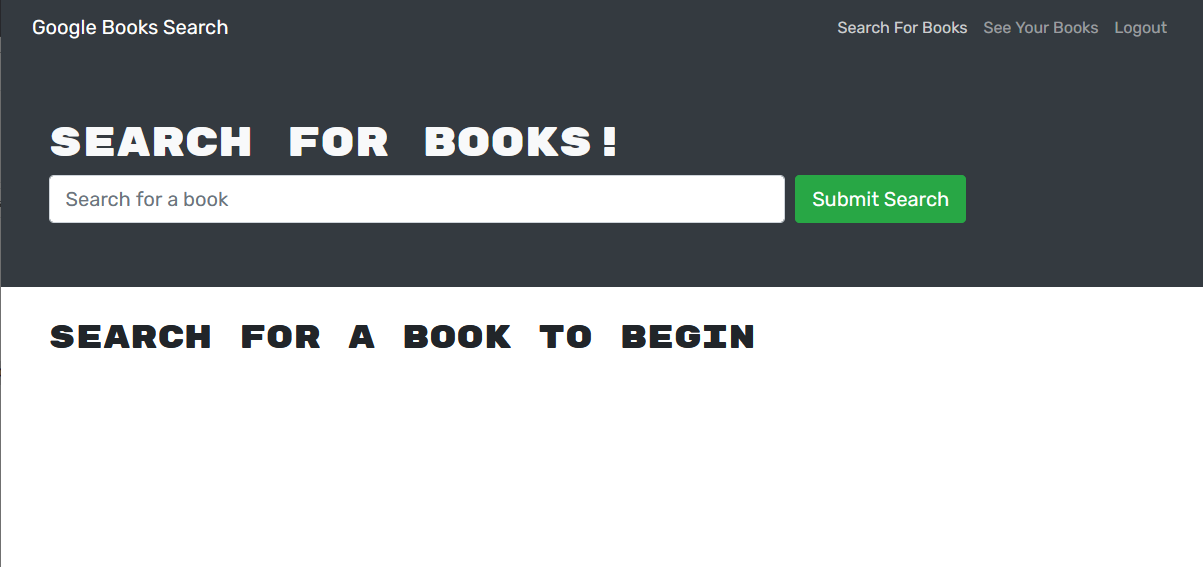 Google Books Search
Search For Books See Your Books Logout
SEARCH FOR BOOKS!
Search for a book
Submit Search
SEARCH FOR A BOOK TO BEGIN